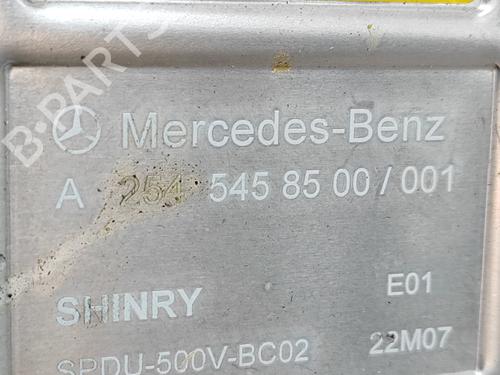 B-PARTS
Mercedes-Benz
A 254 545 85 00 / 001
SHINRY E01
SPDU-500V-BC02 22M07